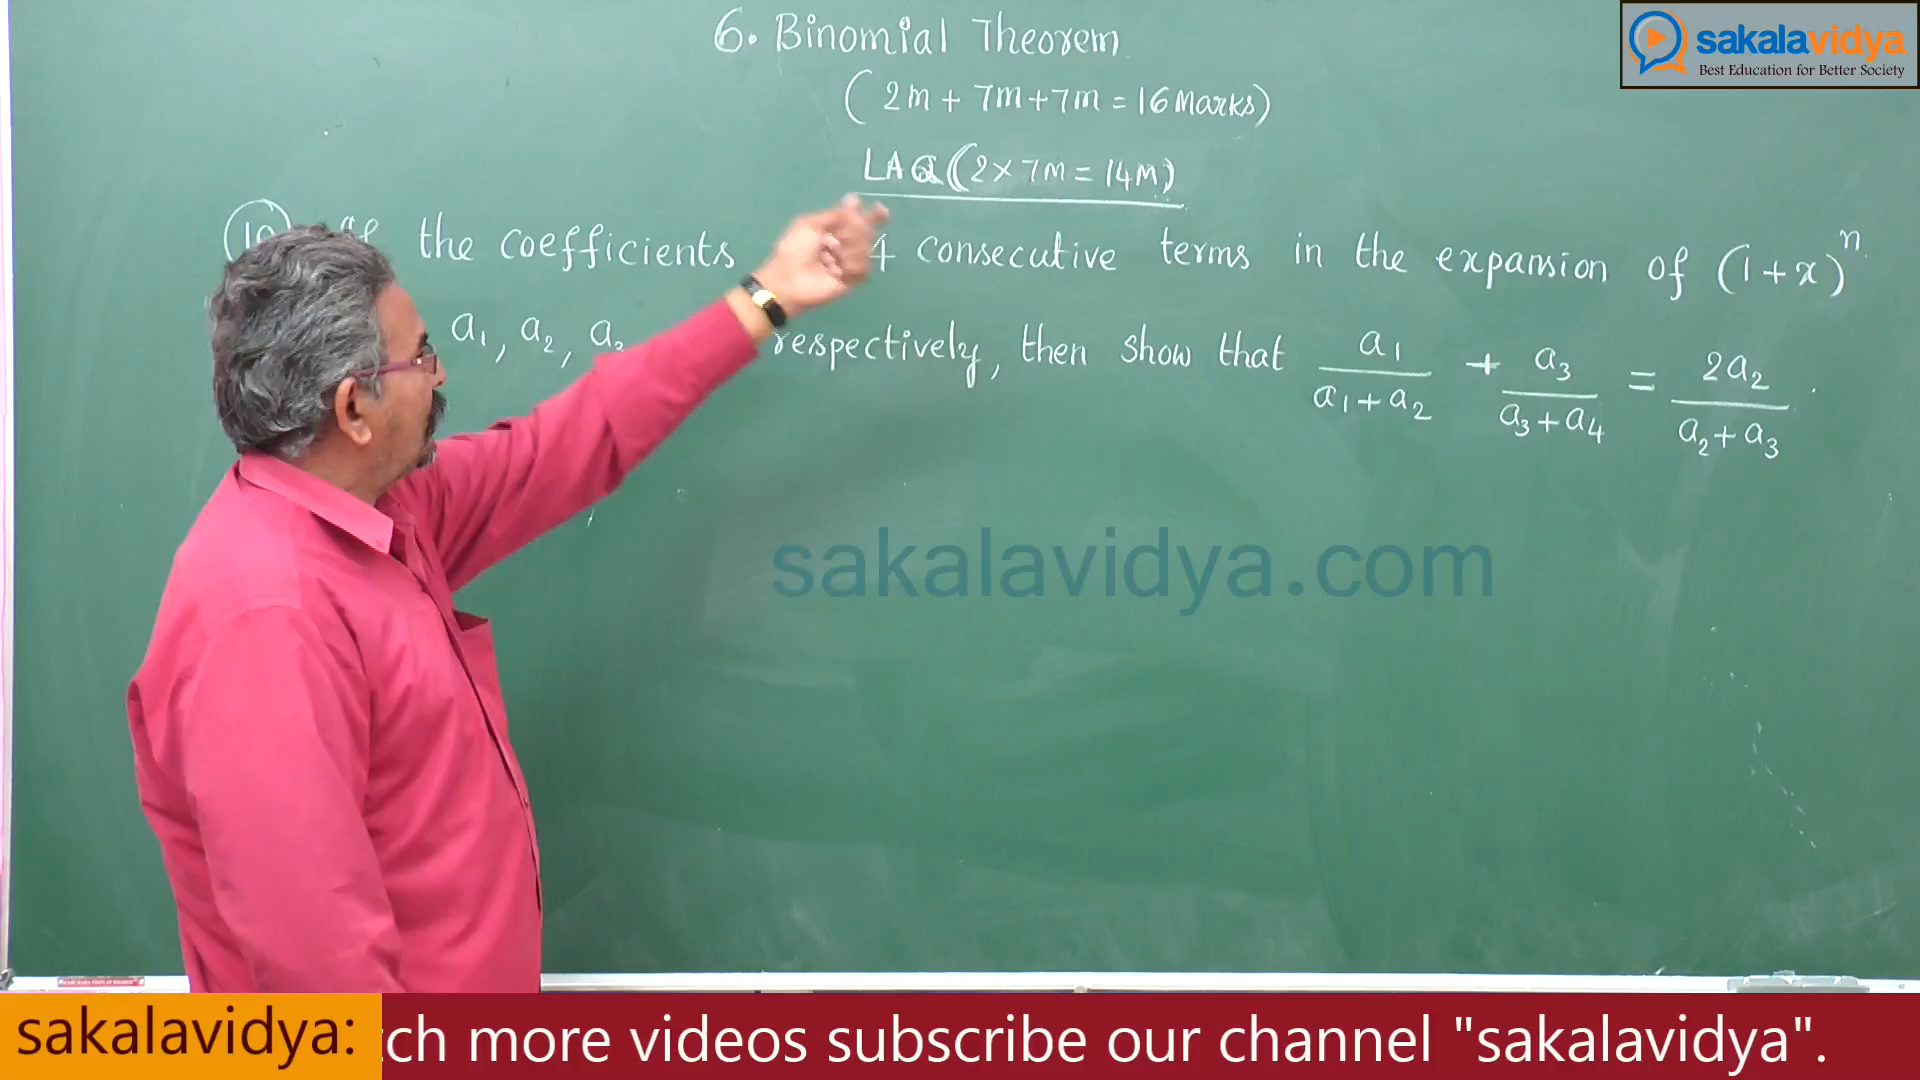 6. Binomial Theorem
(2m + 7m + 7m = 16 Marks)
LAQ (2 × 7m = 14m)
the coefficients 4 consecutive terms in the expansion of (1+x)^n
a₁, a₂, a₃ respectively, then show that a₁/(a₁+a₂) + a₃/(a₃+a₄) = 2a₂/(a₂+a₃).
sakalavidya
Best Education for Better Society
sakalavidya.com
sakalavidya: tch more videos subscribe our channel "sakalavidya".